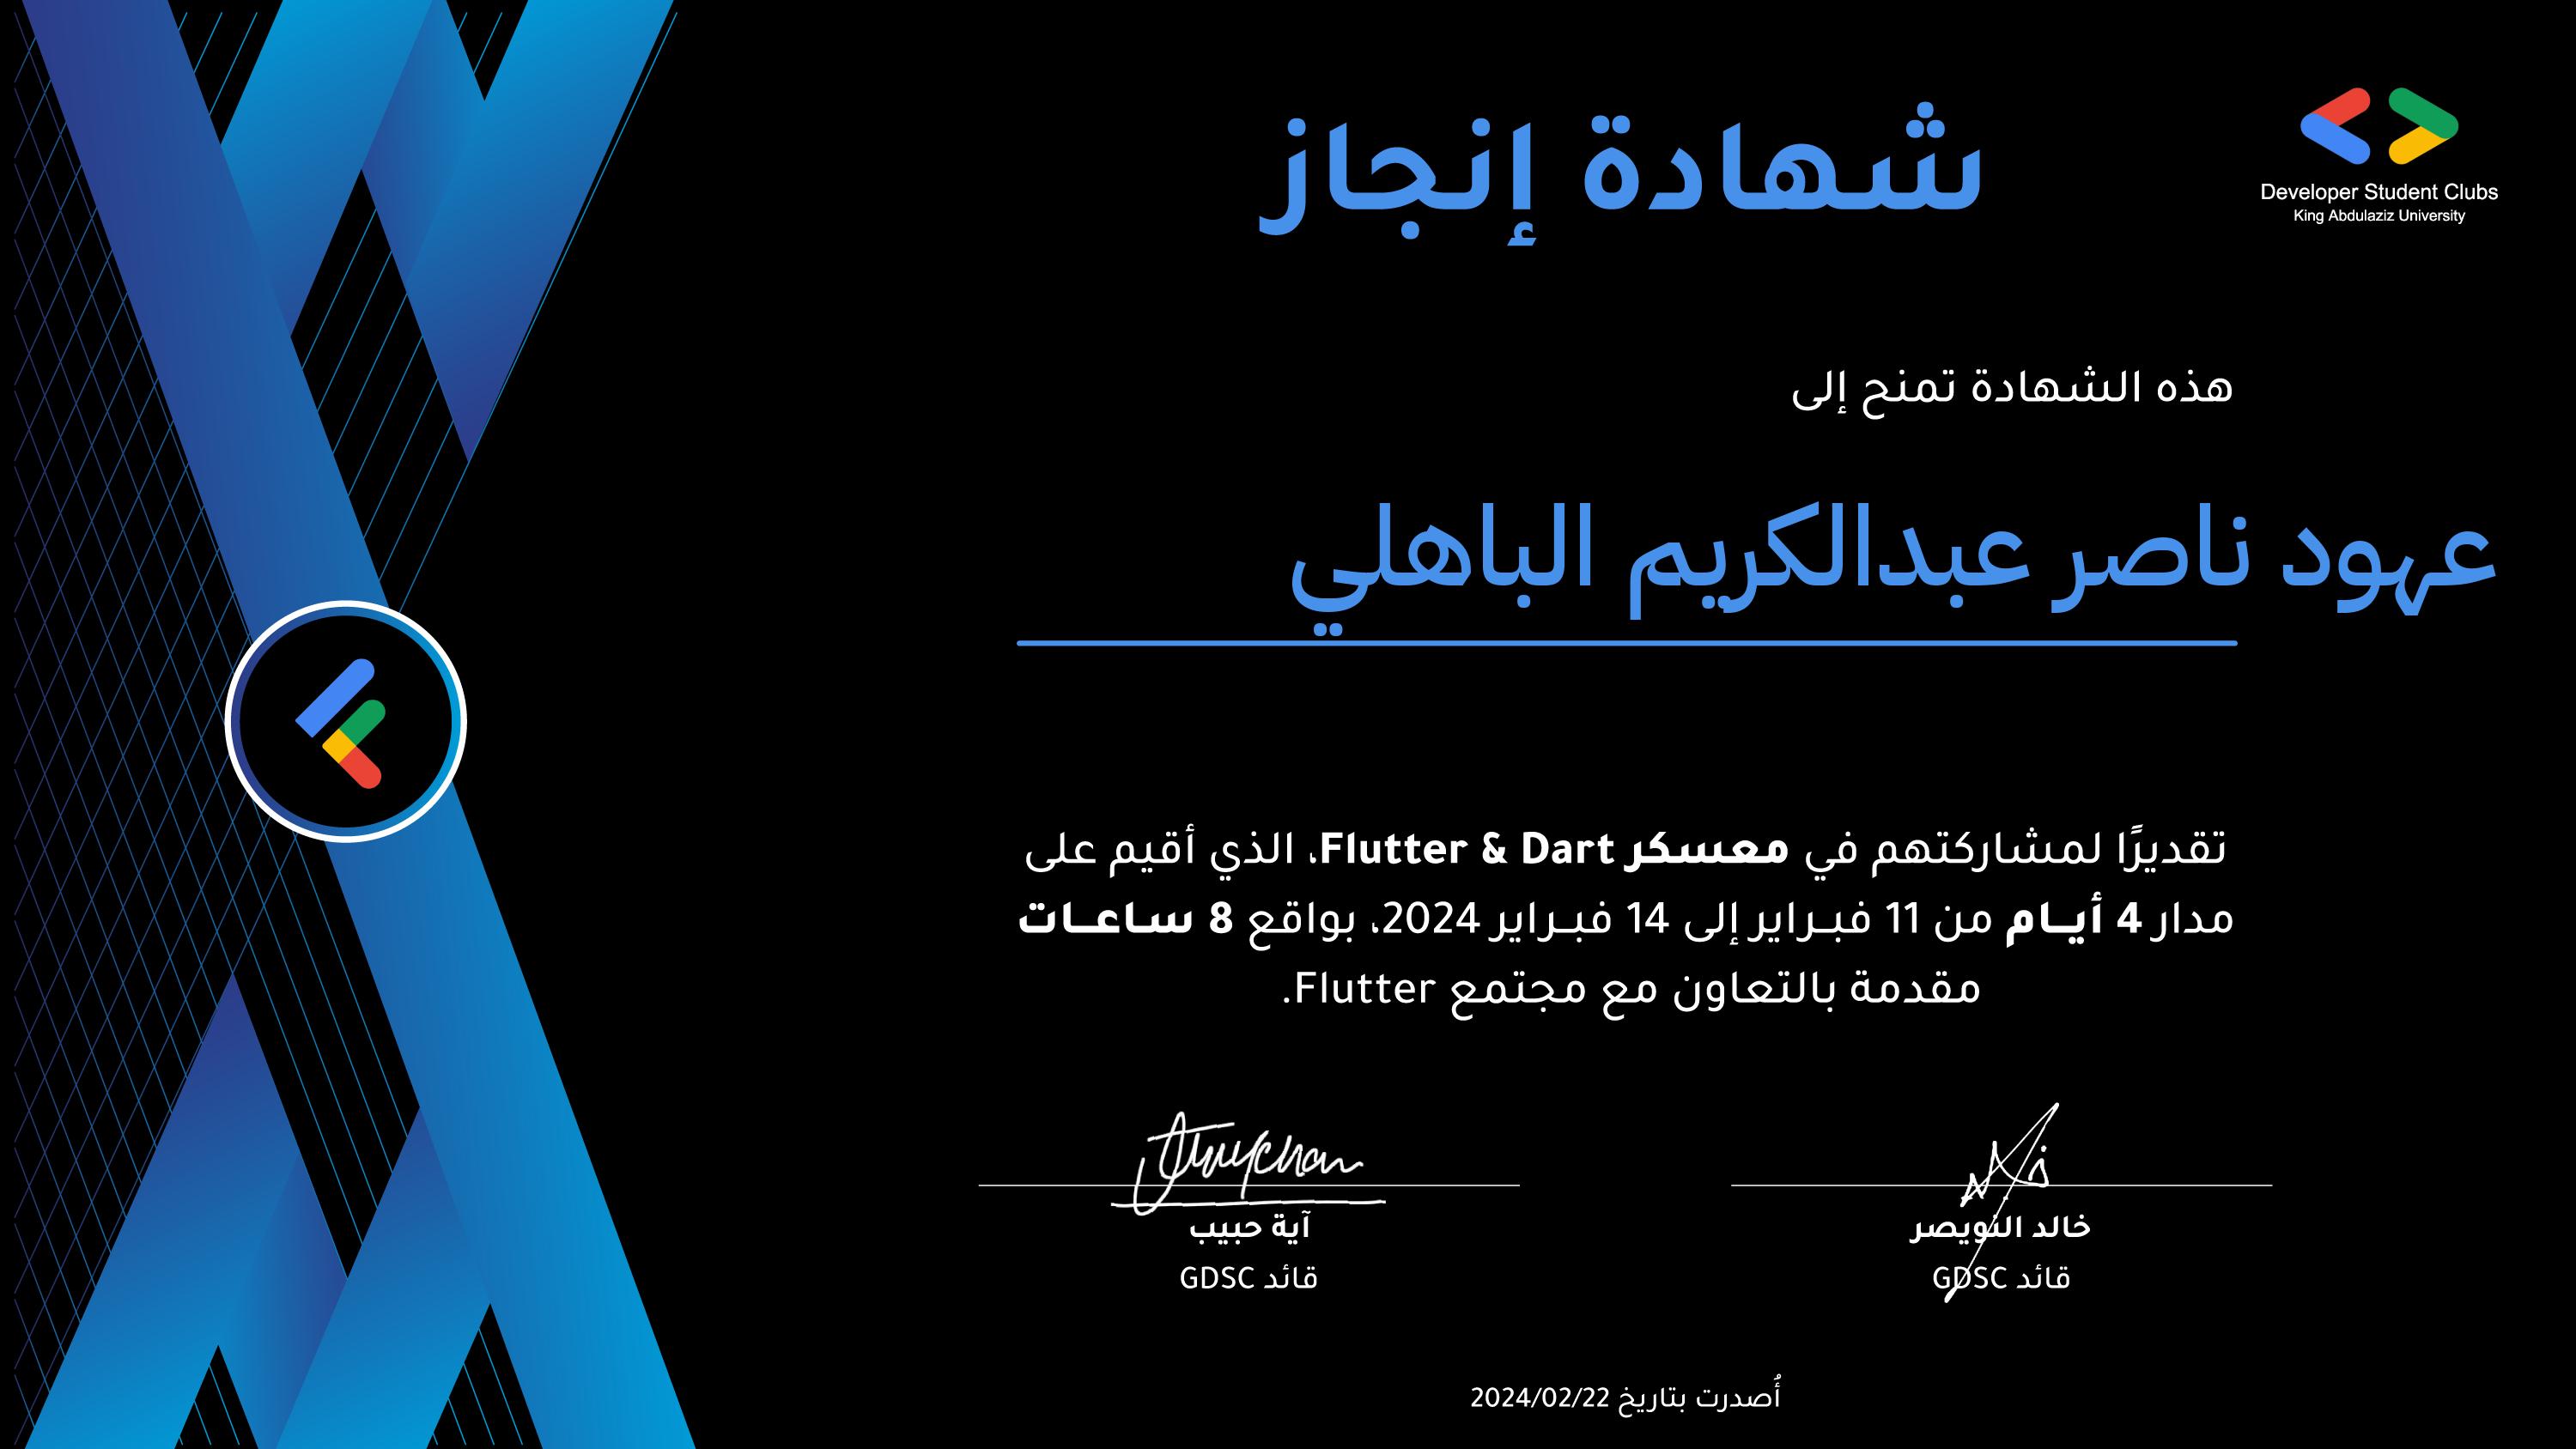 شهادة إنجاز
Developer Student Clubs
King Abdulaziz University
هذه الشهادة تمنح إلى
عهود ناصر عبدالكريم الباهلي
تقديرًا لمشاركتهم في معسكر Flutter & Dart، الذي أقيم على
مدار 4 أيــام من 11 فبـراير إلى 14 فبـراير 2024، بواقع 8 ساعــات
مقدمة بالتعاون مع مجتمع Flutter.
خالد النويصر
قائد GDSC
آية حبيب
قائد GDSC
أُصدرت بتاريخ 2024/02/22